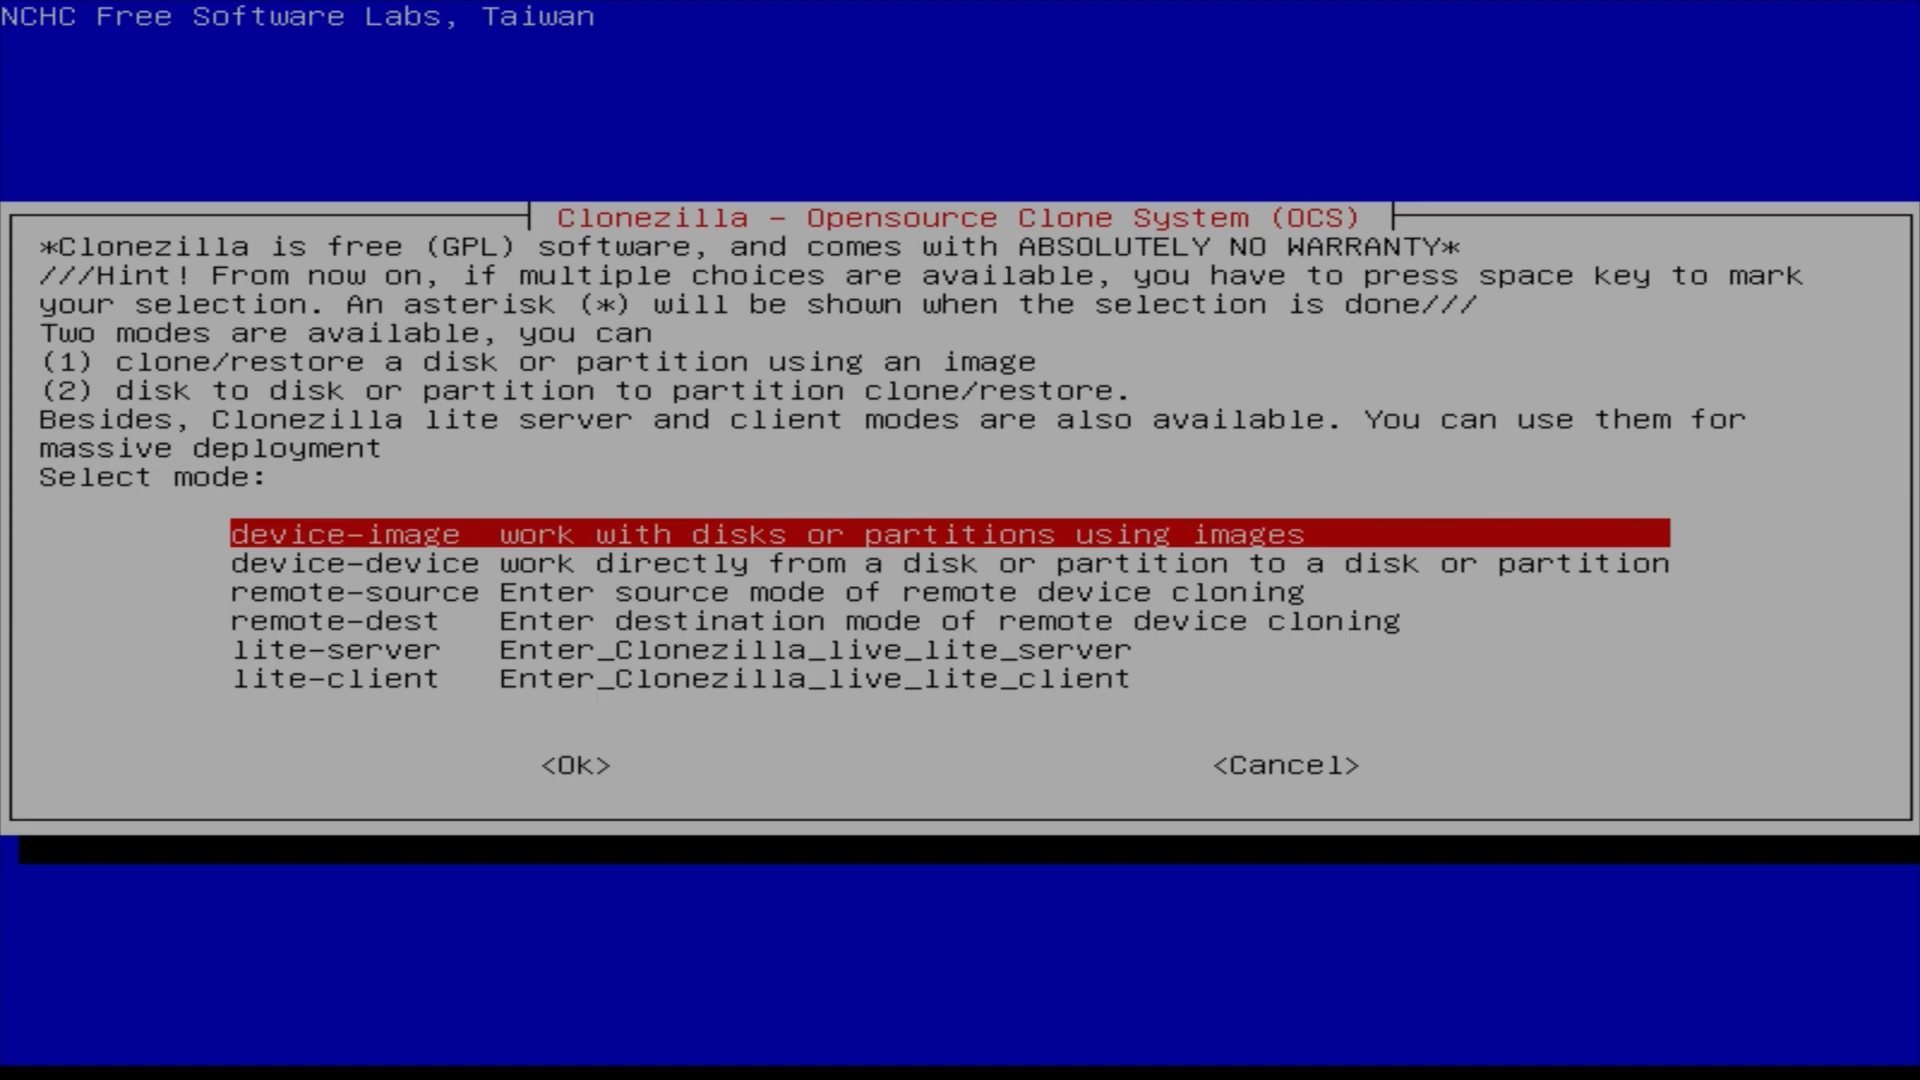 NCHC Free Software Labs, Taiwan
Clonezilla - Opensource Clone System (OCS)
*Clonezilla is free (GPL) software, and comes with ABSOLUTELY NO WARRANTY*
///Hint! From now on, if multiple choices are available, you have to press space key to mark
your selection. An asterisk (*) will be shown when the selection is done///
Two modes are available, you can
(1) clone/restore a disk or partition using an image
(2) disk to disk or partition to partition clone/restore.
Besides, Clonezilla lite server and client modes are also available. You can use them for
massive deployment
Select mode:
device-image work with disks or partitions using images
device-device work directly from a disk or partition to a disk or partition
remote-source Enter source mode of remote device cloning
remote-dest Enter destination mode of remote device cloning
lite-server Enter_Clonezilla_live_lite_server
lite-client Enter_Clonezilla_live_lite_client
<Ok> <Cancel>